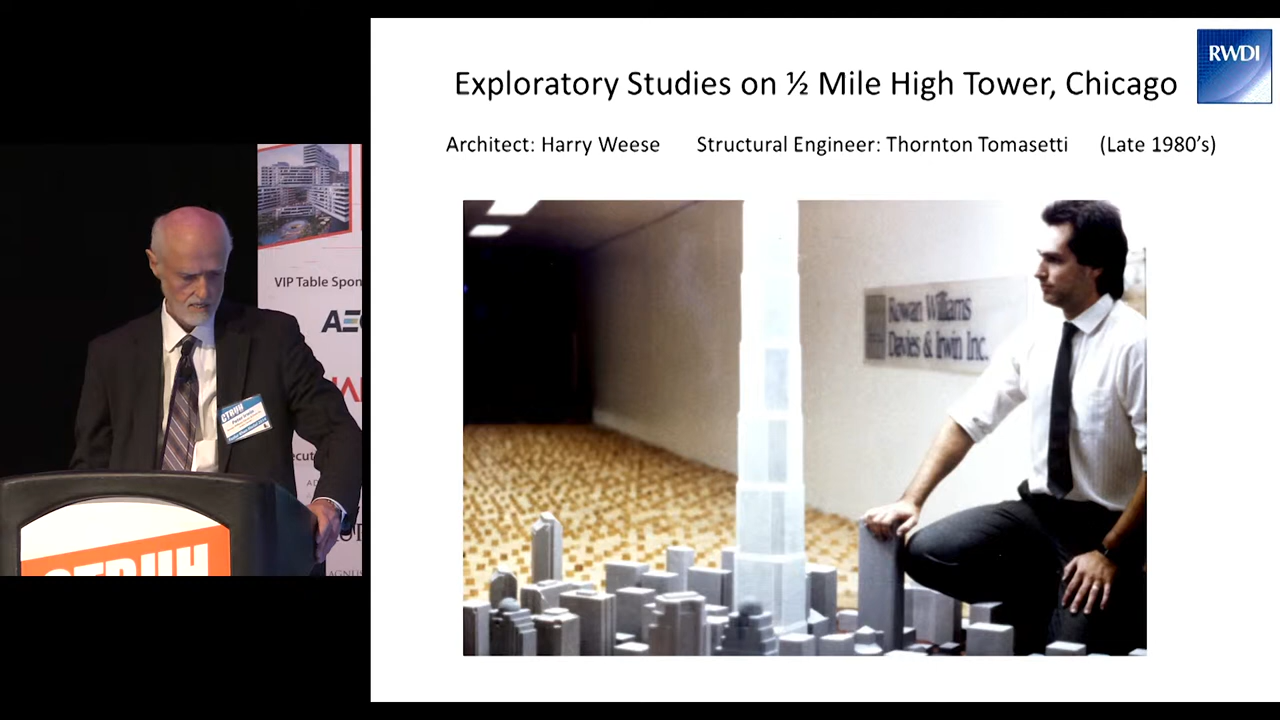 RWDI
Exploratory Studies on ½ Mile High Tower, Chicago
Architect: Harry Weese Structural Engineer: Thornton Tomasetti (Late 1980’s)
Rowan Williams
Davies & Irwin Inc.
VIP Table Spon
CTBUH
CTBUH